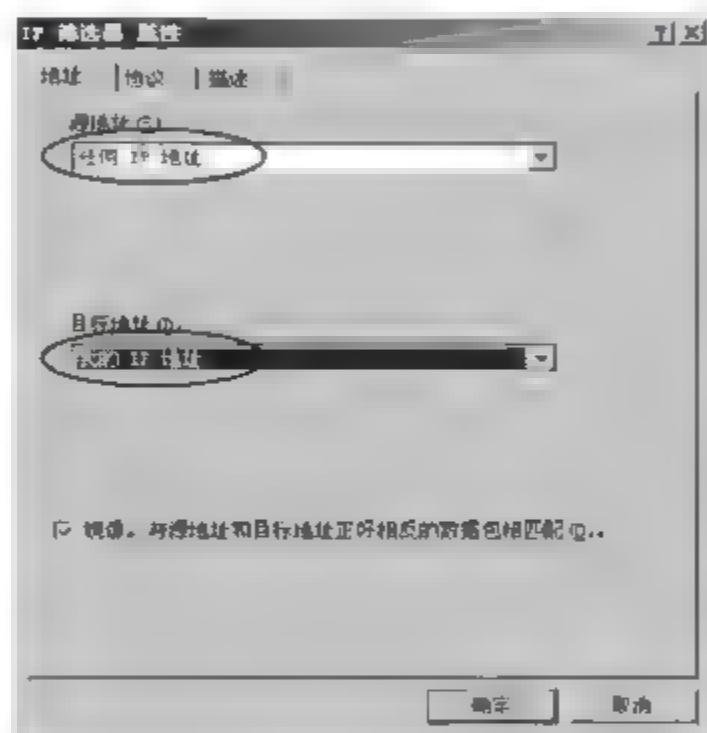 IP 筛选器 属性
地址 协议 描述
源地址(S)
任何 IP 地址
目标地址(D).
我的 IP 地址
镜像。与源地址和目标地址正好相反的数据包相匹配(O)..
确定 取消